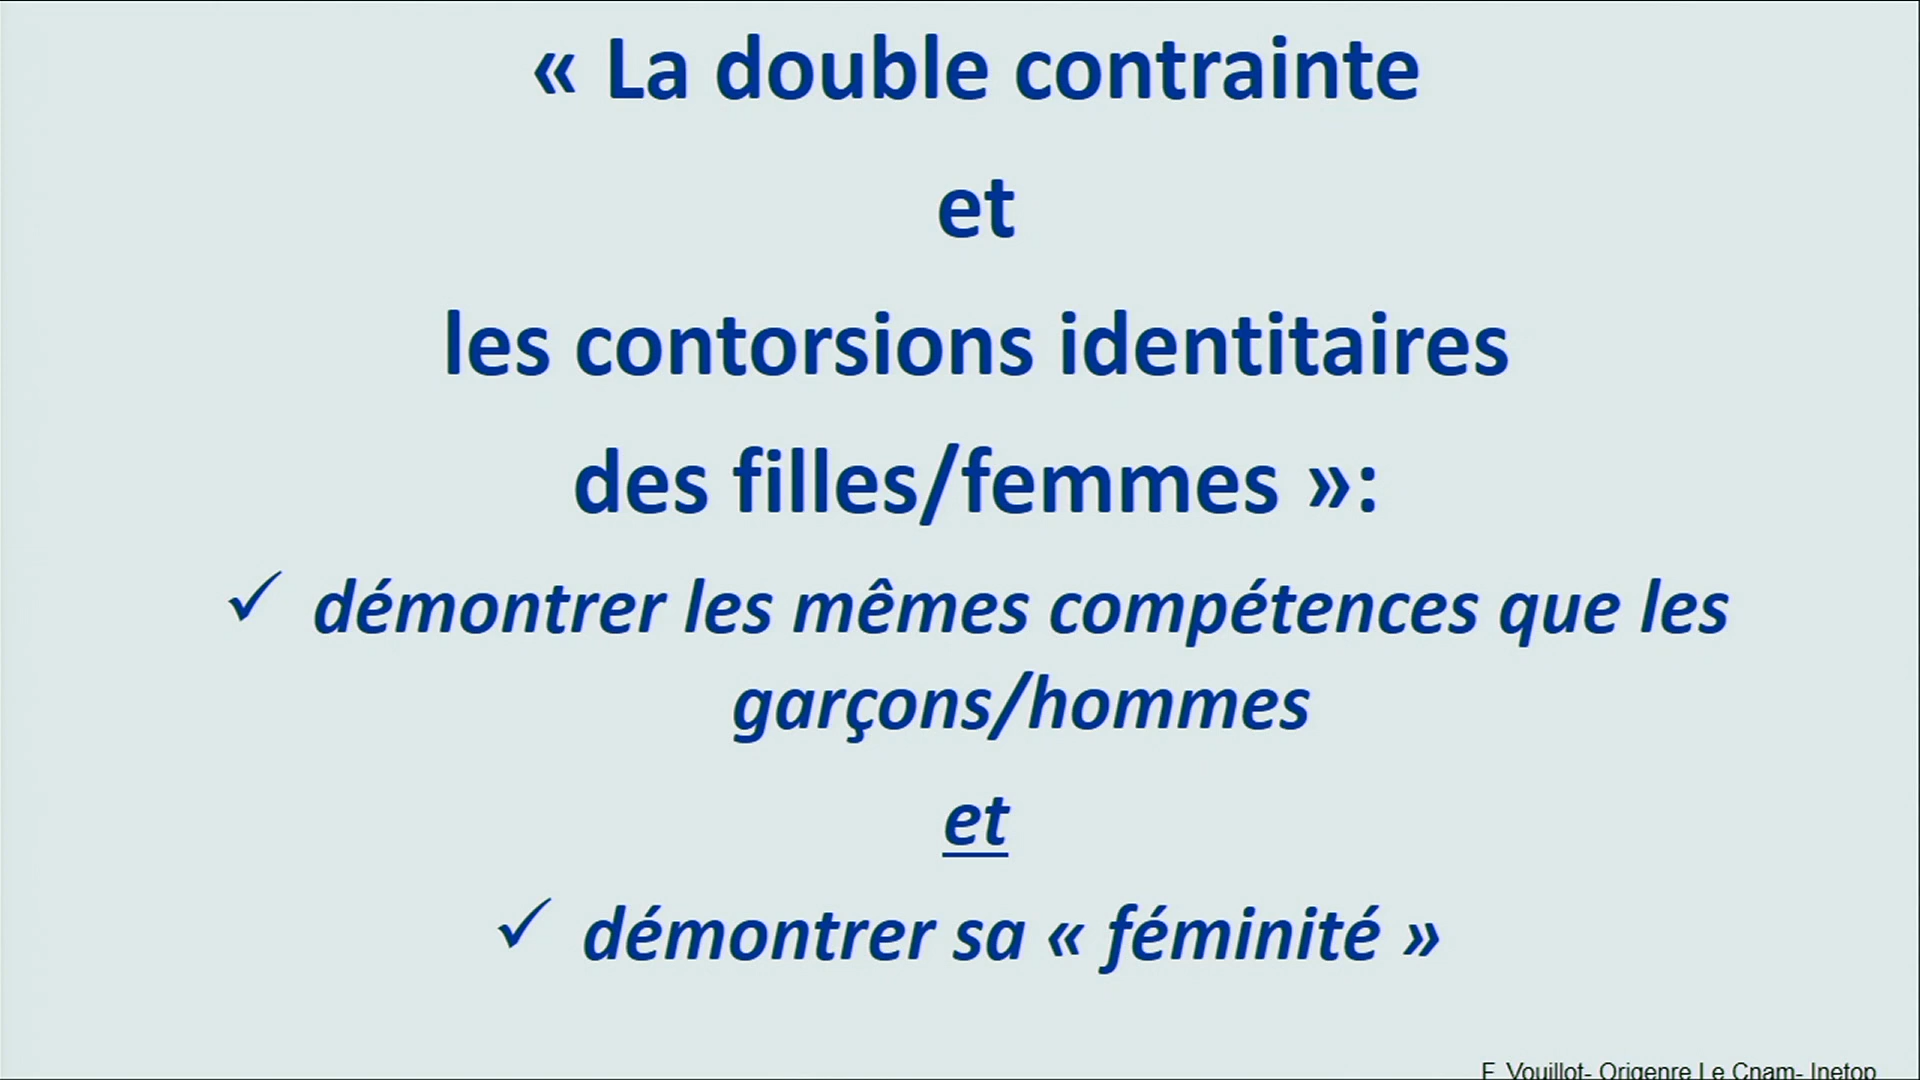 « La double contrainte
et
les contorsions identitaires
des filles/femmes »:
✓ démontrer les mêmes compétences que les
garçons/hommes
et
✓ démontrer sa « féminité »
F. Vouillot- Origenre Le Cnam- Inetop